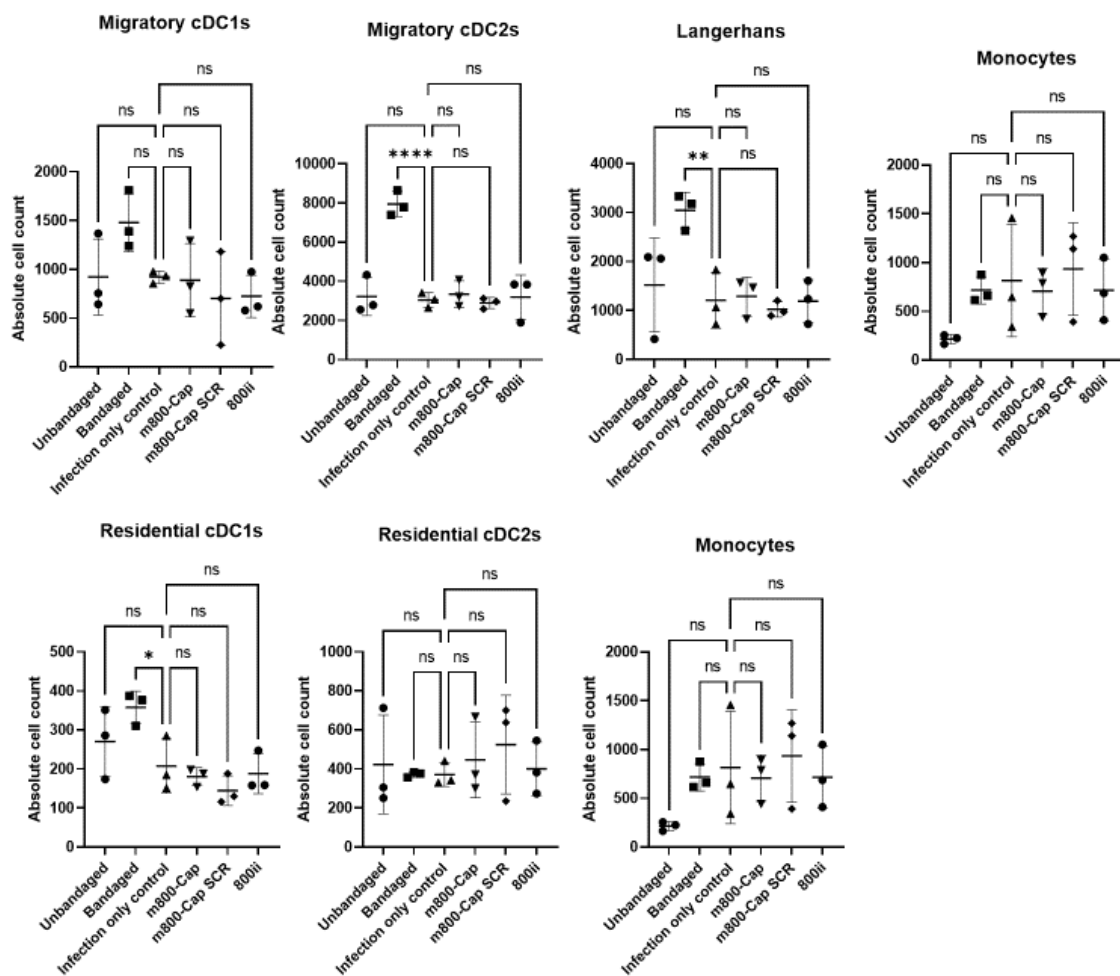 Migratory cDC1s
ns
ns
ns
ns
Absolute cell count
2000
1500
1000
500
0
Unbandaged
Bandaged
Infection only control
m800-Cap
m800-Cap SCR
800ii
Migratory cDC2s
ns
ns
ns
****
ns
Absolute cell count
10000
8000
6000
4000
2000
0
Unbandaged
Bandaged
Infection only control
m800-Cap
m800-Cap SCR
800ii
Langerhans
ns
ns
ns
**
ns
Absolute cell count
4000
3000
2000
1000
0
Unbandaged
Bandaged
Infection only control
m800-Cap
m800-Cap SCR
800ii
Monocytes
ns
ns
ns
ns
ns
Absolute cell count
2000
1500
1000
500
0
Unbandaged
Bandaged
Infection only control
m800-Cap
m800-Cap SCR
800ii
Residential cDC1s
ns
ns
ns
*
ns
Absolute cell count
500
400
300
200
100
0
Unbandaged
Bandaged
Infection only control
m800-Cap
m800-Cap SCR
800ii
Residential cDC2s
ns
ns
ns
ns
ns
Absolute cell count
1000
800
600
400
200
0
Unbandaged
Bandaged
Infection only control
m800-Cap
m800-Cap SCR
800ii
Monocytes
ns
ns
ns
ns
ns
Absolute cell count
2000
1500
1000
500
0
Unbandaged
Bandaged
Infection only control
m800-Cap
m800-Cap SCR
800ii